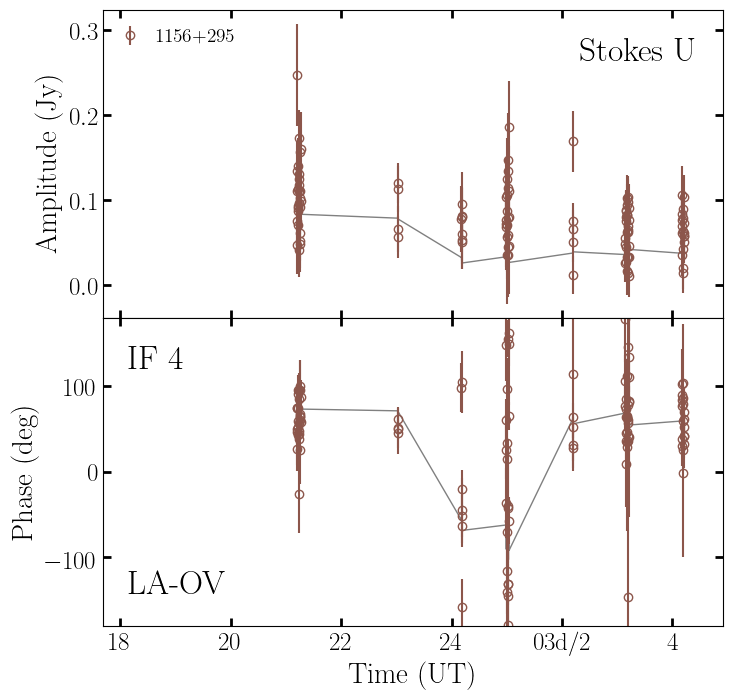 0.3
0.2
0.1
0.0
Amplitude (Jy)
1156+295
Stokes U
100
0
−100
Phase (deg)
IF 4
LA-OV
18 20 22 24 03d/2 4
Time (UT)